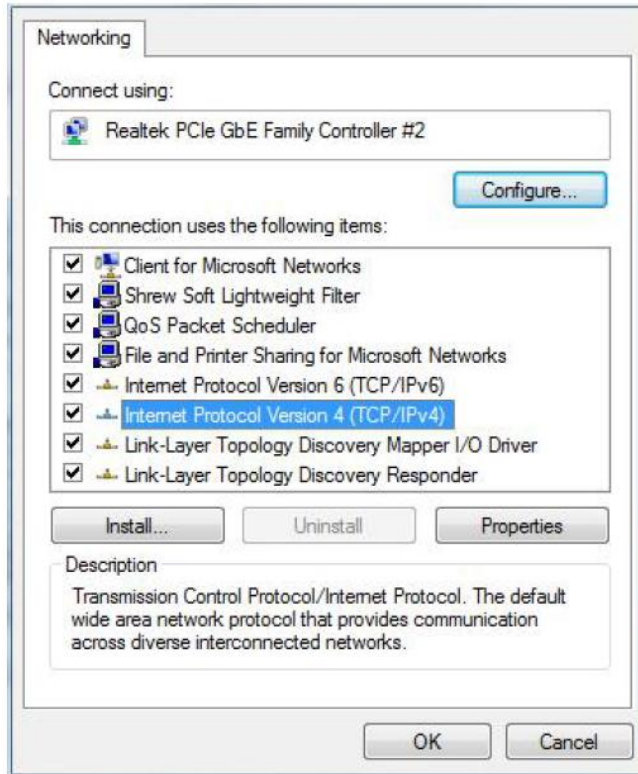 Networking
Connect using:
Realtek PCIe GbE Family Controller #2
Configure...
This connection uses the following items:
Client for Microsoft Networks
Shrew Soft Lightweight Filter
QoS Packet Scheduler
File and Printer Sharing for Microsoft Networks
Internet Protocol Version 6 (TCP/IPv6)
Internet Protocol Version 4 (TCP/IPv4)
Link-Layer Topology Discovery Mapper I/O Driver
Link-Layer Topology Discovery Responder
Install... Uninstall Properties
Description
Transmission Control Protocol/Internet Protocol. The default
wide area network protocol that provides communication
across diverse interconnected networks.
OK Cancel